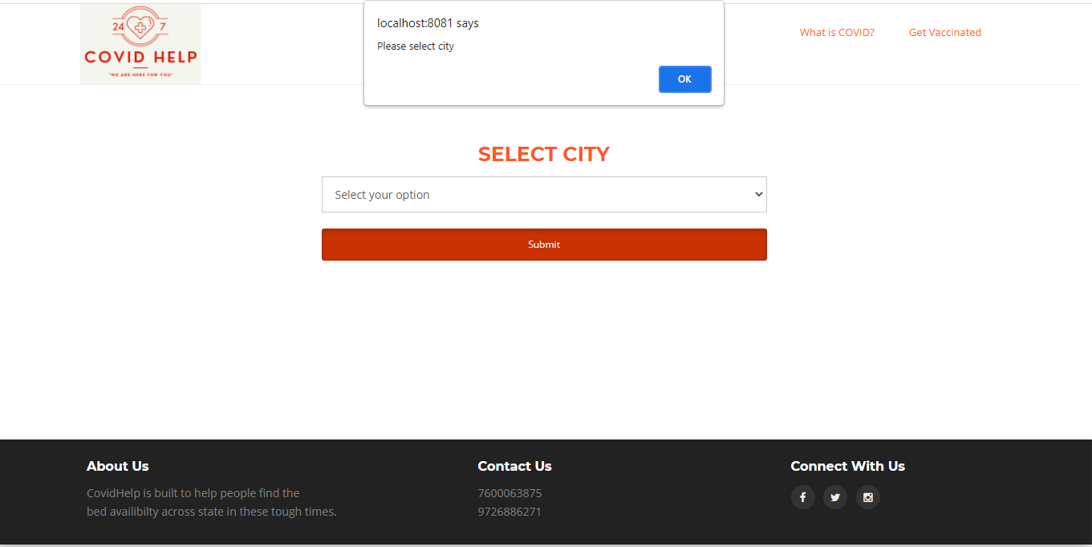 24 7
COVID HELP
"WE ARE HERE FOR YOU"
localhost:8081 says
Please select city
OK
What is COVID?
Get Vaccinated
SELECT CITY
Select your option
Submit
About Us
CovidHelp is built to help people find the
bed availibilty across state in these tough times.
Contact Us
7600063875
9726886271
Connect With Us